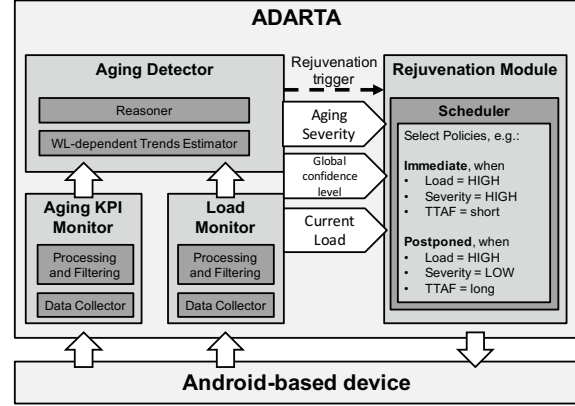 ADARTA
Aging Detector
Reasoner
WL-dependent Trends Estimator
Aging KPI
Monitor
Processing
and Filtering
Data Collector
Load
Monitor
Processing
and Filtering
Data Collector
Rejuvenation
trigger
Aging
Severity
Global
confidence
level
Current
Load
Rejuvenation Module
Scheduler
Select Policies, e.g.:
Immediate, when
• Load = HIGH
• Severity = HIGH
• TTAF = short
Postponed, when
• Load = HIGH
• Severity = LOW
• TTAF = long
Android-based device